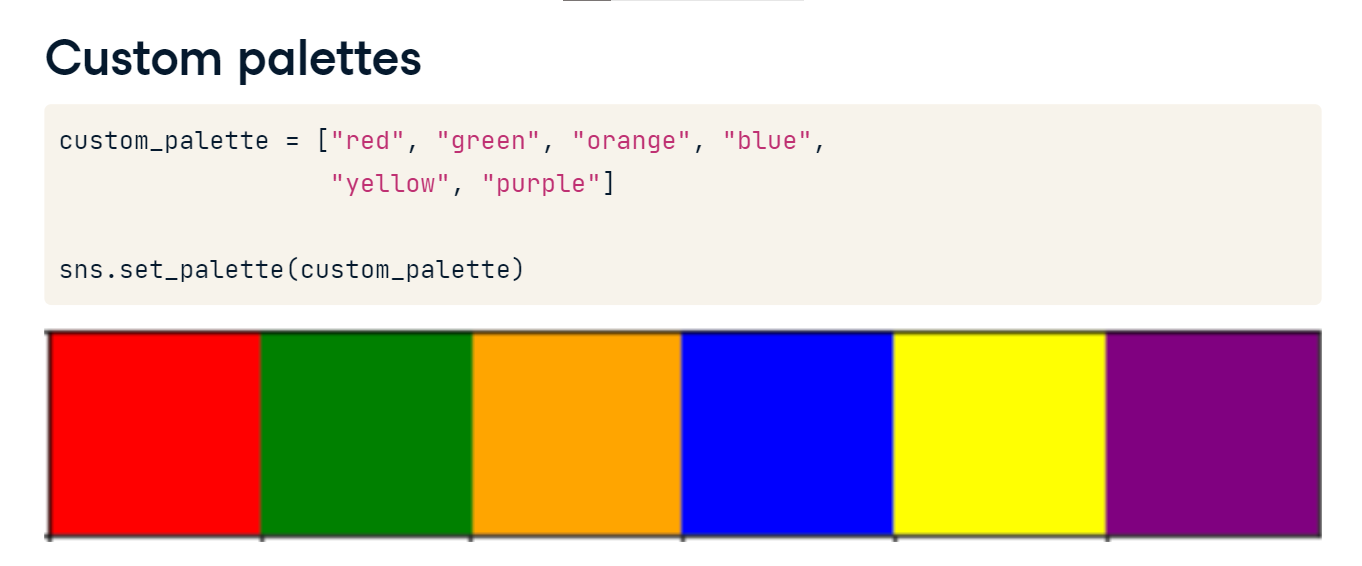 Custom palettes
custom_palette = ["red", "green", "orange", "blue",
                  "yellow", "purple"]
sns.set_palette(custom_palette)